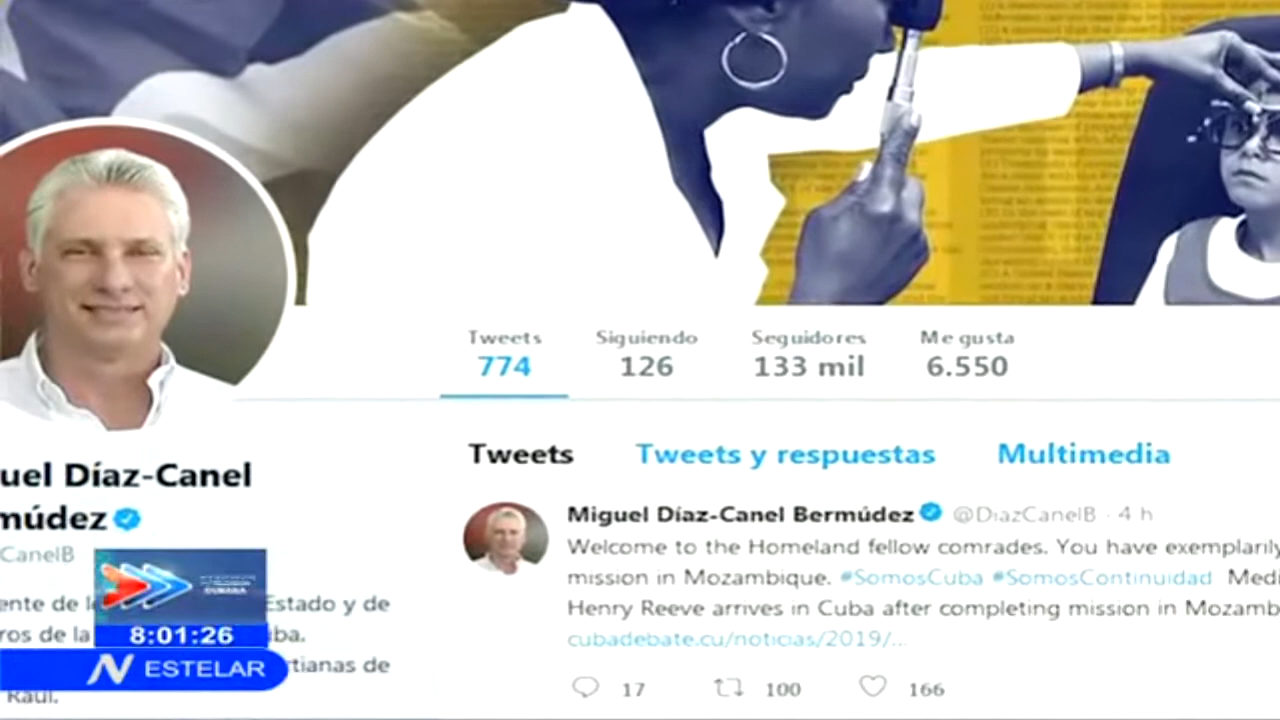 Tweets
774
Siguiendo
126
Seguidores
133 mil
Me gusta
6.550
uel Díaz-Canel
múdez
CanelB
ente de l Estado y de
ros de la ba.
rtianas de
Raúl.
Tweets Tweets y respuestas Multimedia
Miguel Díaz-Canel Bermúdez @DiazCanelB · 4 h
Welcome to the Homeland fellow comrades. You have exemplarily
mission in Mozambique. #SomosCuba #SomosContinuidad Medi
Henry Reeve arrives in Cuba after completing mission in Mozamb
cubadebate.cu/noticias/2019/...
17 100 166
CUBANA
8:01:26
N ESTELAR